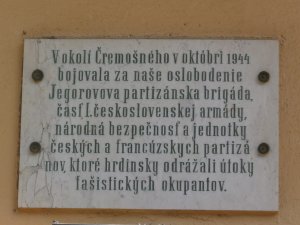 V okolí Čremošného v októbri 1944
bojovala za naše oslobodenie
Jegorovova partizánska brigáda,
časť I. československej armády,
národná bezpečnosť a jednotky
českých a francúzskych partizá
nov, ktoré hrdinsky odrážali útoky
fašistických okupantov.